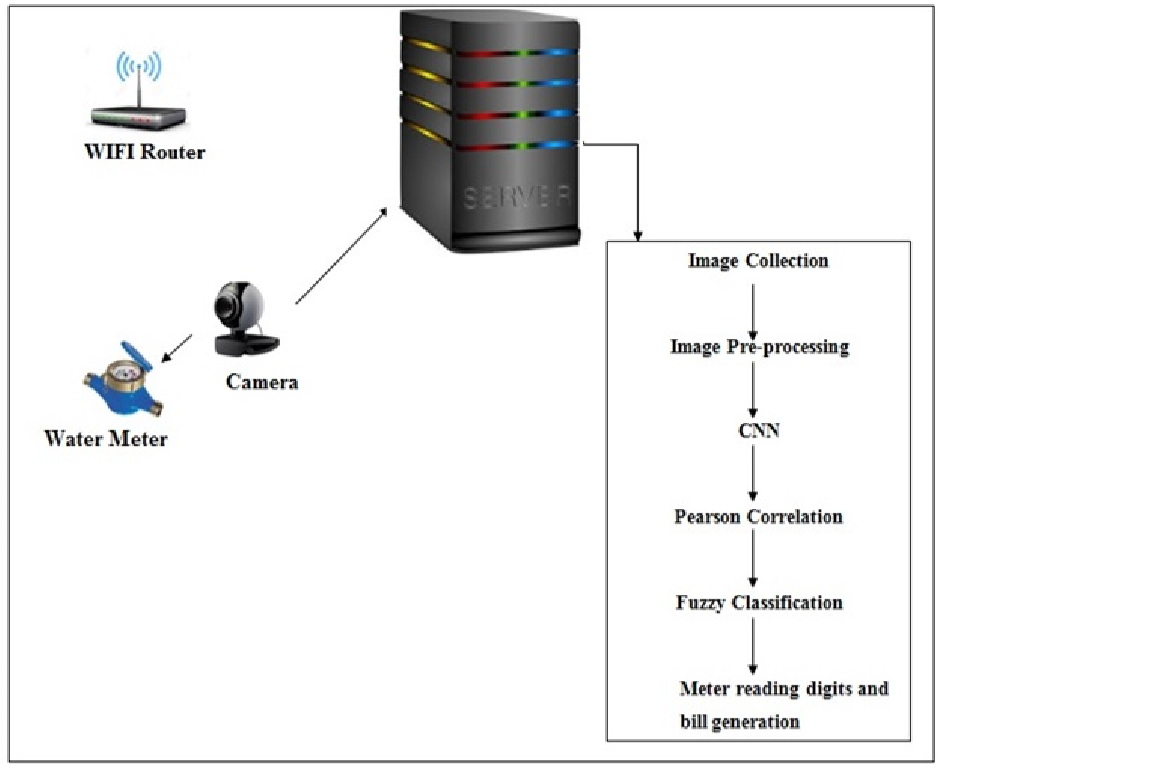 WIFI Router
SERVER
Camera
Water Meter
Image Collection
Image Pre-processing
CNN
Pearson Correlation
Fuzzy Classification
Meter reading digits and
bill generation